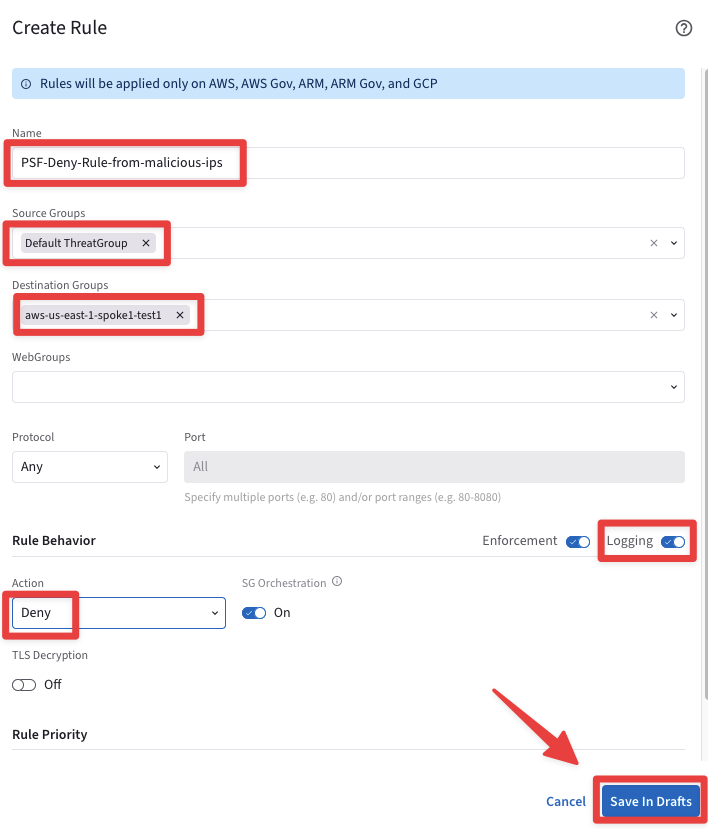 Create Rule
Rules will be applied only on AWS, AWS Gov, ARM, ARM Gov, and GCP
Name
PSF-Deny-Rule-from-malicious-ips
Source Groups
Default ThreatGroup
Destination Groups
aws-us-east-1-spoke1-test1
WebGroups
Protocol Port
Any All
Specify multiple ports (e.g. 80) and/or port ranges (e.g. 80-8080)
Rule Behavior Enforcement Logging
Action SG Orchestration
Deny On
TLS Decryption
Off
Rule Priority
Cancel Save In Drafts